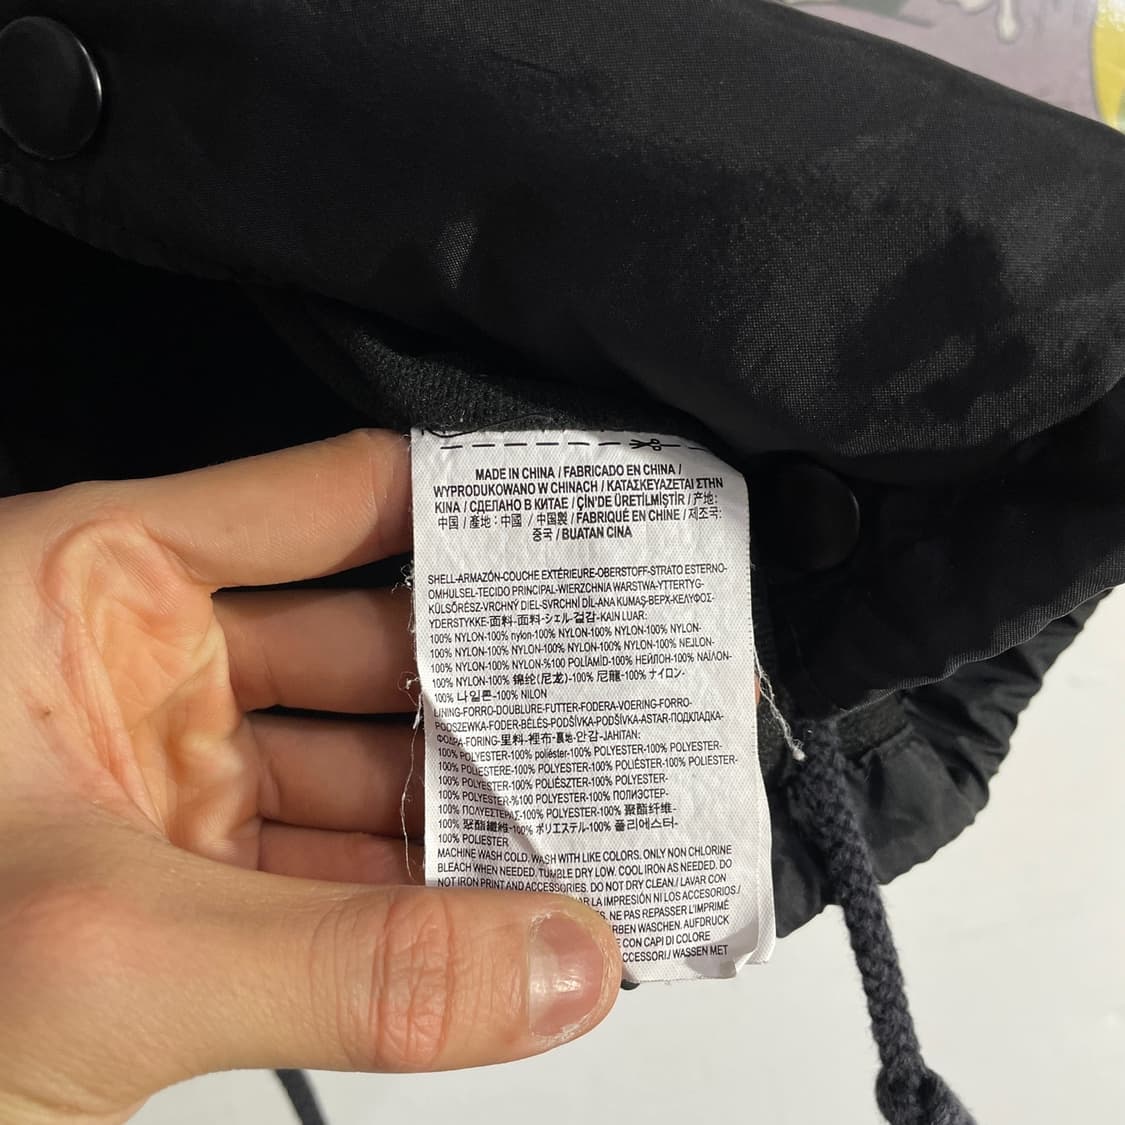 MADE IN CHINA / FABRICADO EN CHINA /
WYPRODUKOWANO W CHINACH / ΚΑΤΑΣΚΕΥΑΖΕΤΑΙ ΣΤΗΝ
ΚΙΝΑ / СДЕЛАНО В КИТАЕ / ÇİN'DE ÜRETİLMİŞTİR / 产地:
中国 / 產地 : 中國 / 中国製 / FABRIQUÉ EN CHINE / 제조국:
중국 / BUATAN CINA
SHELL-ARMAZÓN-COUCHE EXTÉRIEURE-OBERSTOFF-STRATO ESTERNO-
OMHULSEL-TECIDO PRINCIPAL-WIERZCHNIA WARSTWA-YTTERTYG-
KÜLSŐRÉSZ-VRCHNÝ DIEL-SVRCHNÍ DÍL-ANA KUMAŞ-ВЕРХ-ΚΕΛΥΦΟΣ-
YDERSTYKKE-面料-面料-シェル-겉감-KAIN LUAR:
100% NYLON-100% nylon-100% NYLON-100% NYLON-100% NYLON-
100% NYLON-100% NYLON-100% NYLON-100% NYLON-100% NEJLON-
100% NYLON-100% NYLON-%100 POLİAMİD-100% НЕЙЛОН-100% ΝΑΪΛΟΝ-
100% NYLON-100% 锦纶(尼龙)-100% 尼龍-100% ナイロン-
100% 나일론-100% NILON
LINING-FORRO-DOUBLURE-FUTTER-FODERA-VOERING-FORRO-
PODSZEWKA-FODER-BÉLÉS-PODŠÍVKA-PODŠÍVKA-ASTAR-ПОДКЛАДКА-
ΦΟΔΡΑ-FORING-里料-裡布-裏地-안감-JAHITAN:
100% POLYESTER-100% poliéster-100% POLYESTER-100% POLYESTER-
100% POLIESTERE-100% POLYESTER-100% POLIÉSTER-100% POLIESTER-
100% POLYESTER-100% POLIÉSZTER-100% POLYESTER-
100% POLYESTER-%100 POLYESTER-100% ПОЛИЭСТЕР-
100% ΠΟΛΥΕΣΤΕΡΑΣ-100% POLYESTER-100% 聚酯纤维-
100% 聚酯纖維-100% ポリエステル-100% 폴리에스터-
100% POLIESTER
MACHINE WASH COLD. WASH WITH LIKE COLORS. ONLY NON CHLORINE
BLEACH WHEN NEEDED. TUMBLE DRY LOW. COOL IRON AS NEEDED. DO
NOT IRON PRINT AND ACCESSORIES. DO NOT DRY CLEAN./ LAVAR CON
LA IMPRESIÓN NI LOS ACCESORIOS./
NE PAS REPASSER L'IMPRIMÉ
WASCHEN. AUFDRUCK
CON CAPI DI COLORE
WASSEN MET